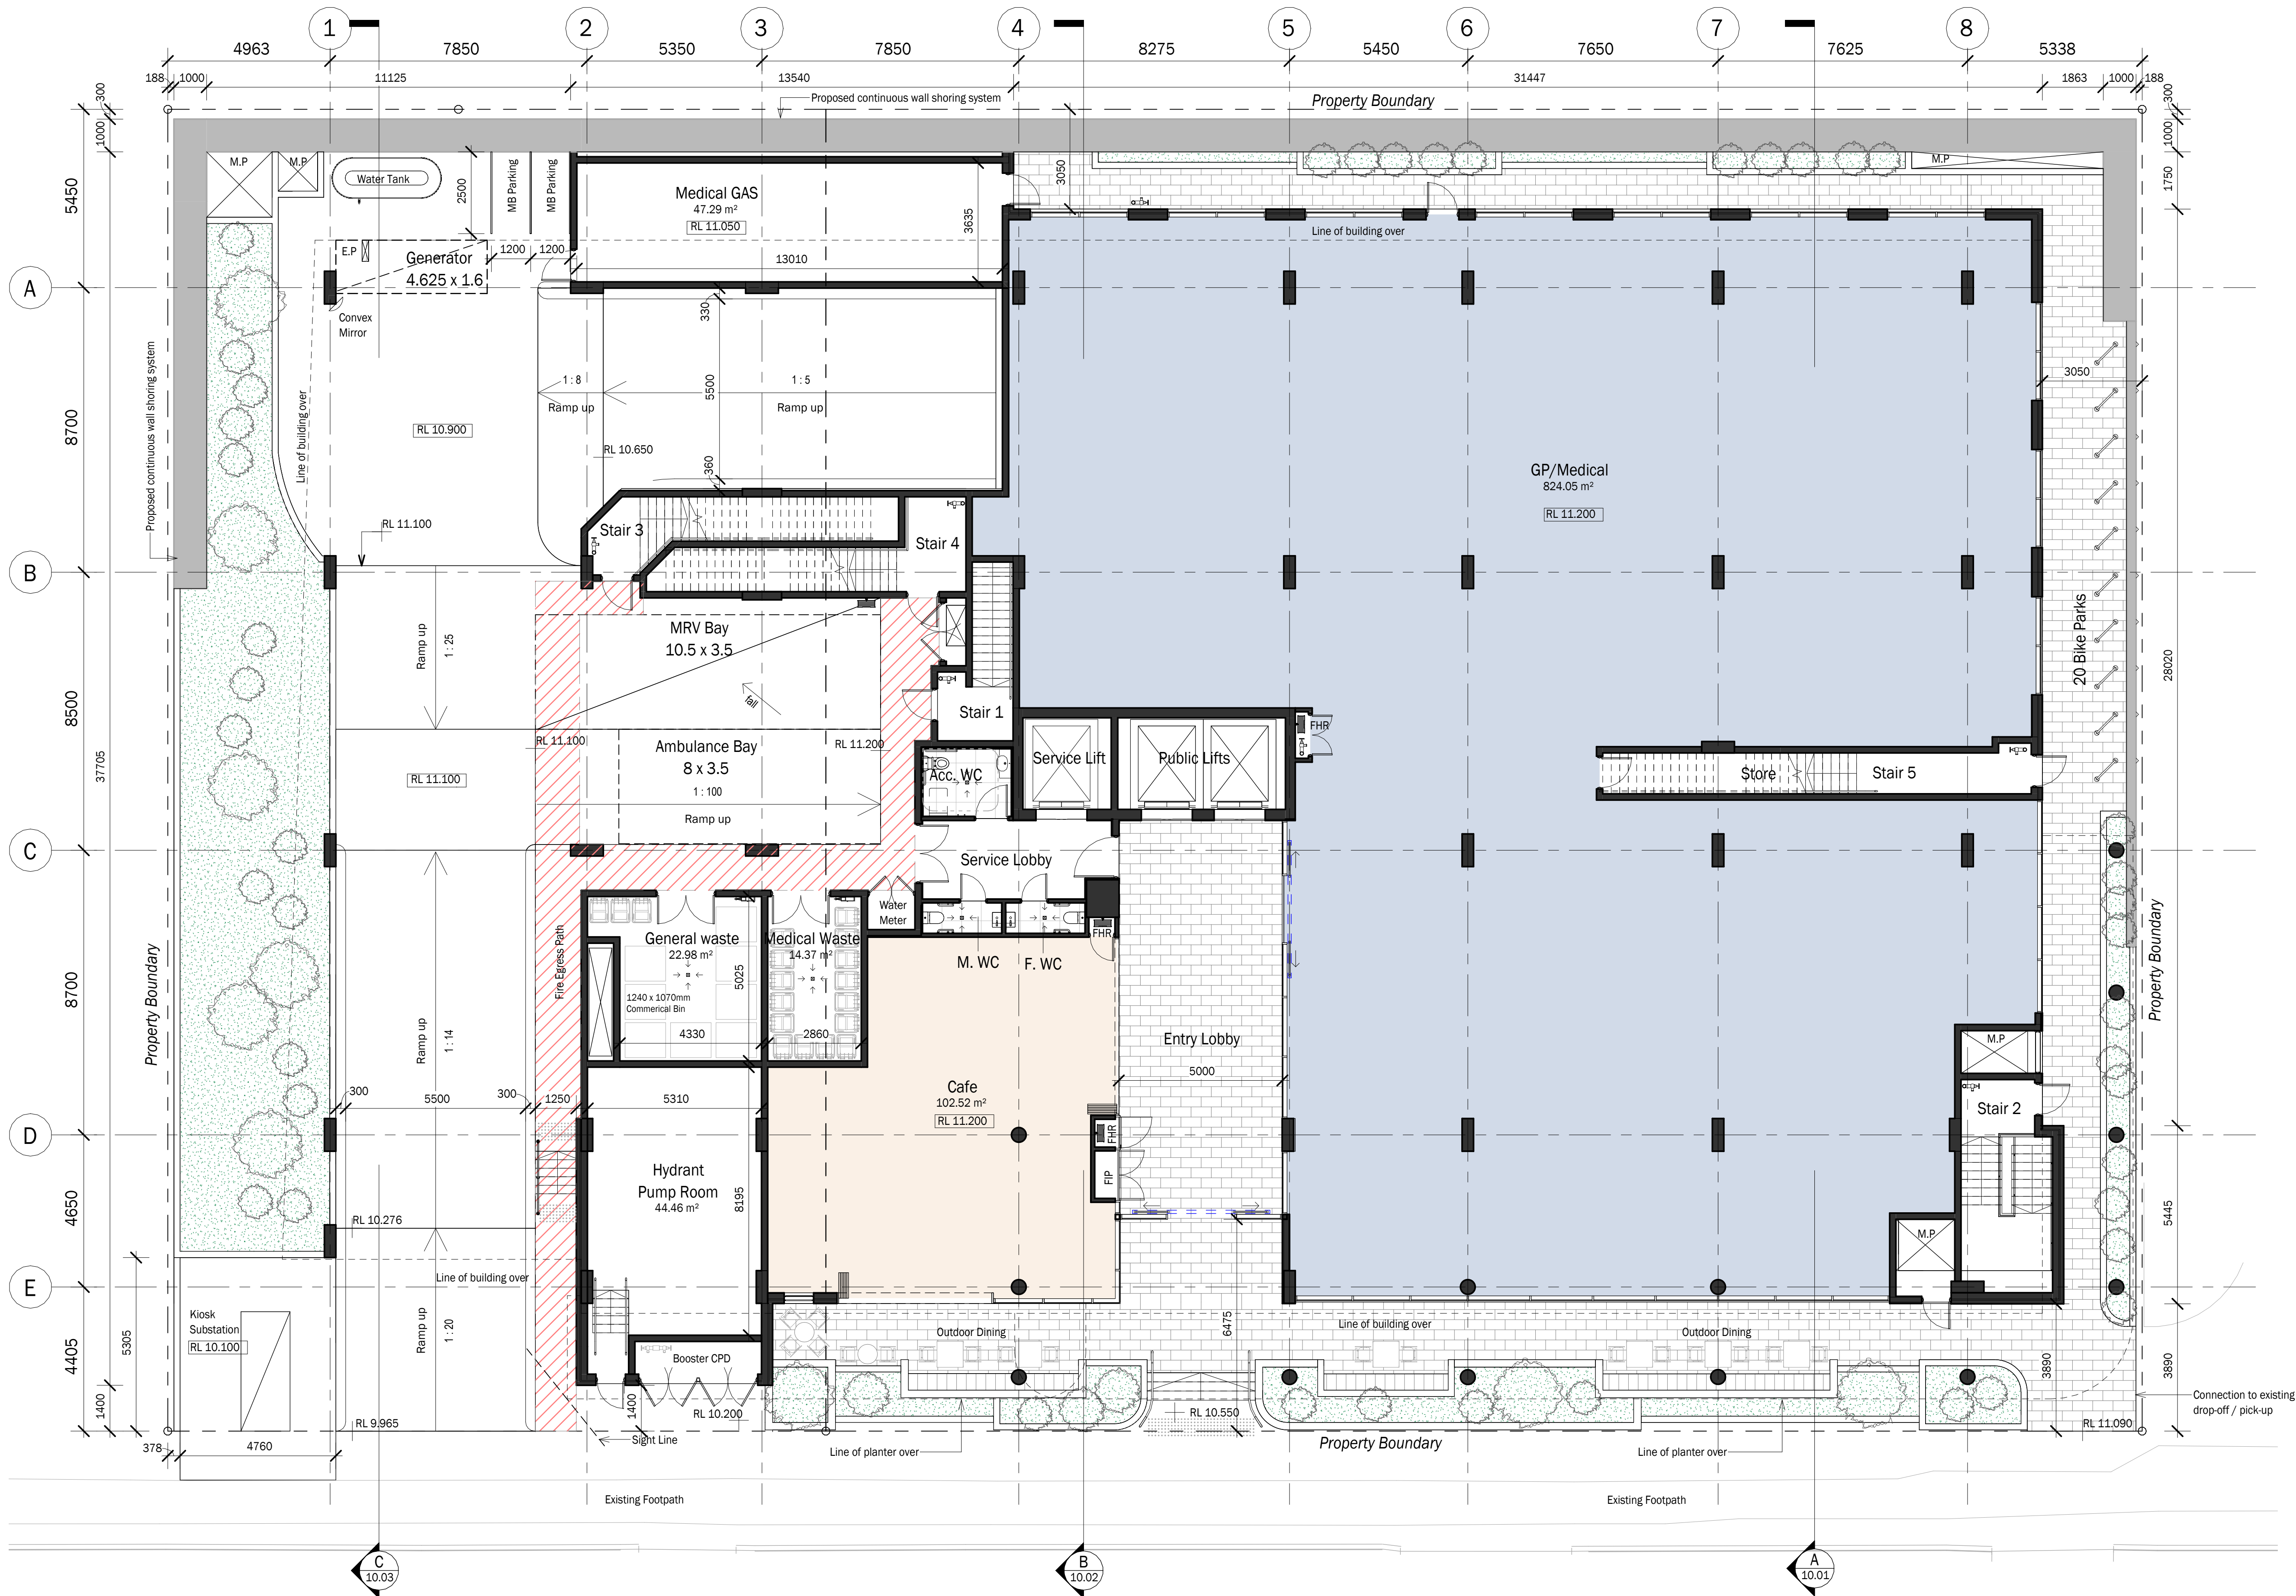 1
2
3
4
5
6
7
8
4963
7850
5350
7850
8275
5450
7650
7625
5338
188
1000
11125
13540
31447
1863
1000
188
300
1000
5450
8700
8500
8700
4650
4405
37705
1400
300
1000
1750
28020
5445
3890
A
B
C
D
E
Proposed continuous wall shoring system
Property Boundary
M.P
M.P
Water Tank
2500
MB Parking
MB Parking
Medical GAS
47.29 m²
RL 11.050
3635
3050
M.P
Line of building over
E.P
Generator
4.625 x 1.6
1200
1200
13010
Convex
Mirror
330
5500
360
1 : 8
Ramp up
1 : 5
Ramp up
3050
Proposed continuous wall shoring system
Line of building over
RL 10.900
RL 10.650
GP/Medical
824.05 m²
RL 11.200
RL 11.100
Stair 3
Stair 4
Ramp up
1 : 25
MRV Bay
10.5 x 3.5
fall
20 Bike Parks
Stair 1
RL 11.100
RL 11.200
Ambulance Bay
8 x 3.5
1 : 100
Ramp up
RL 11.100
Acc. WC
Service Lift
Public Lifts
FHR
Store
Stair 5
Service Lobby
Water
Meter
FHR
General waste
22.98 m²
5025
1240 x 1070mm
Commerical Bin
4330
Medical Waste
14.37 m²
2860
M. WC
F. WC
Fire Egress Path
Property Boundary
Property Boundary
Ramp up
1 : 14
Entry Lobby
5000
M.P
Cafe
102.52 m²
RL 11.200
300
5500
300
1250
5310
Stair 2
FHR
FIP
Hydrant
Pump Room
44.46 m²
8195
RL 10.276
M.P
Line of building over
Kiosk
Substation
RL 10.100
5305
Ramp up
1 : 20
6475
Outdoor Dining
Line of building over
Outdoor Dining
Booster CPD
3890
1400
RL 10.200
RL 10.550
RL 9.965
RL 11.090
Connection to existing
drop-off / pick-up
Sight Line
Line of planter over
Property Boundary
Line of planter over
378
4760
Existing Footpath
Existing Footpath
C
10.03
B
10.02
A
10.01